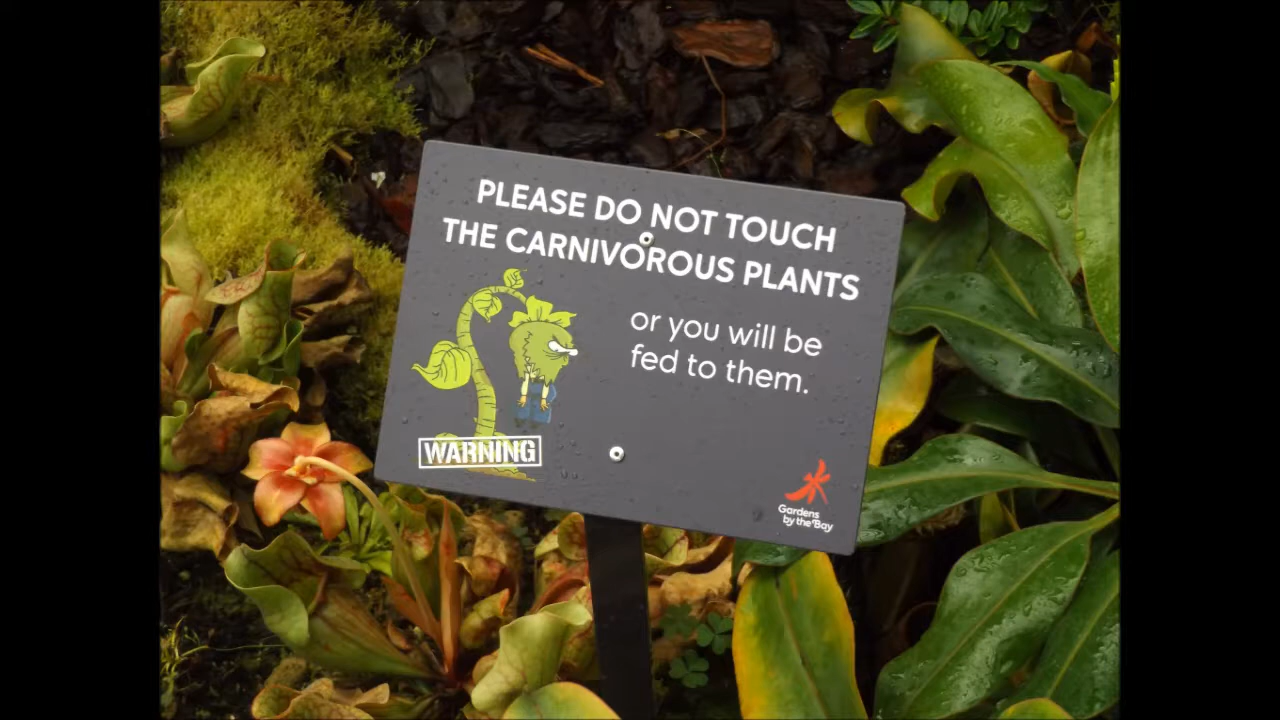 PLEASE DO NOT TOUCH
THE CARNIVOROUS PLANTS
or you will be
fed to them.
WARNING
Gardens
by the Bay